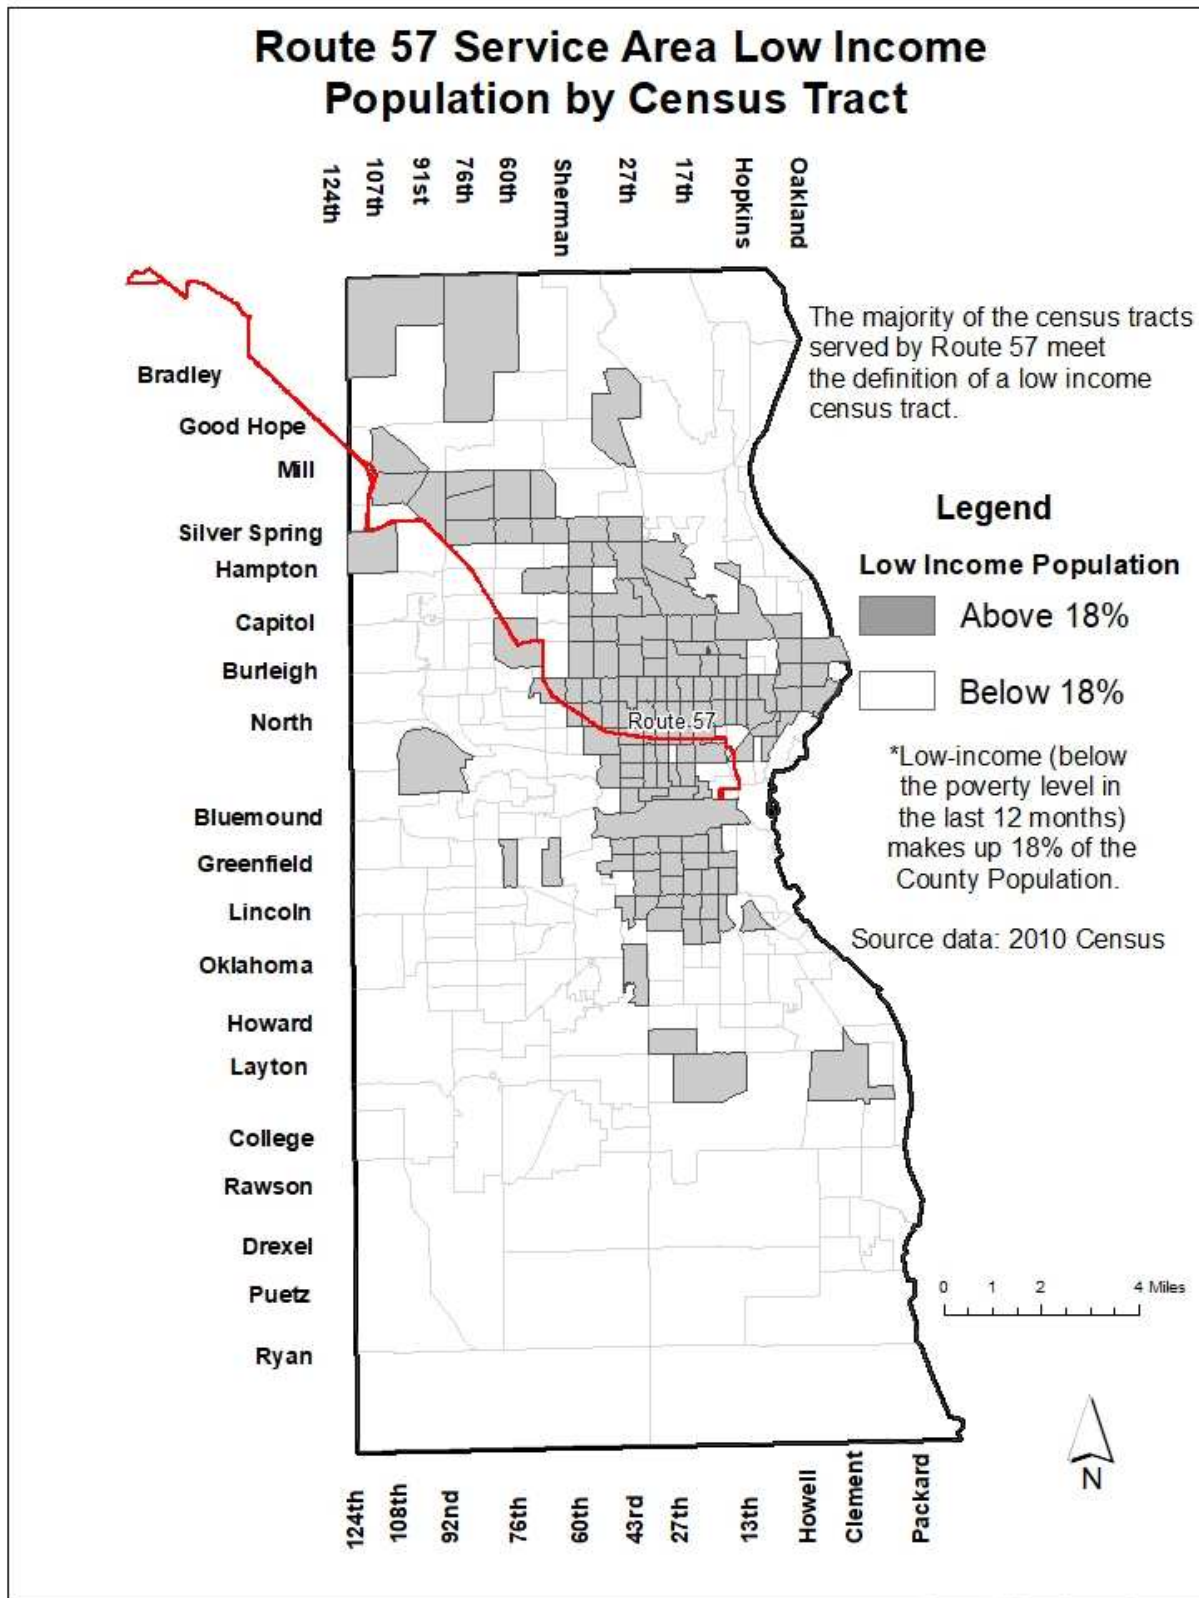 Route 57 Service Area Low Income
Population by Census Tract
124th
107th
91st
76th
60th
Sherman
27th
17th
Hopkins
Oakland
The majority of the census tracts
served by Route 57 meet
the definition of a low income
census tract.
Bradley
Good Hope
Mill
Silver Spring
Hampton
Capitol
Burleigh
North
Bluemound
Greenfield
Lincoln
Oklahoma
Howard
Layton
College
Rawson
Drexel
Puetz
Ryan
Route 57
Legend
Low Income Population
Above 18%
Below 18%
*Low-income (below
the poverty level in
the last 12 months)
makes up 18% of the
County Population.
Source data: 2010 Census
0 1 2 4 Miles
N
124th
108th
92nd
76th
60th
43rd
27th
13th
Howell
Clement
Packard